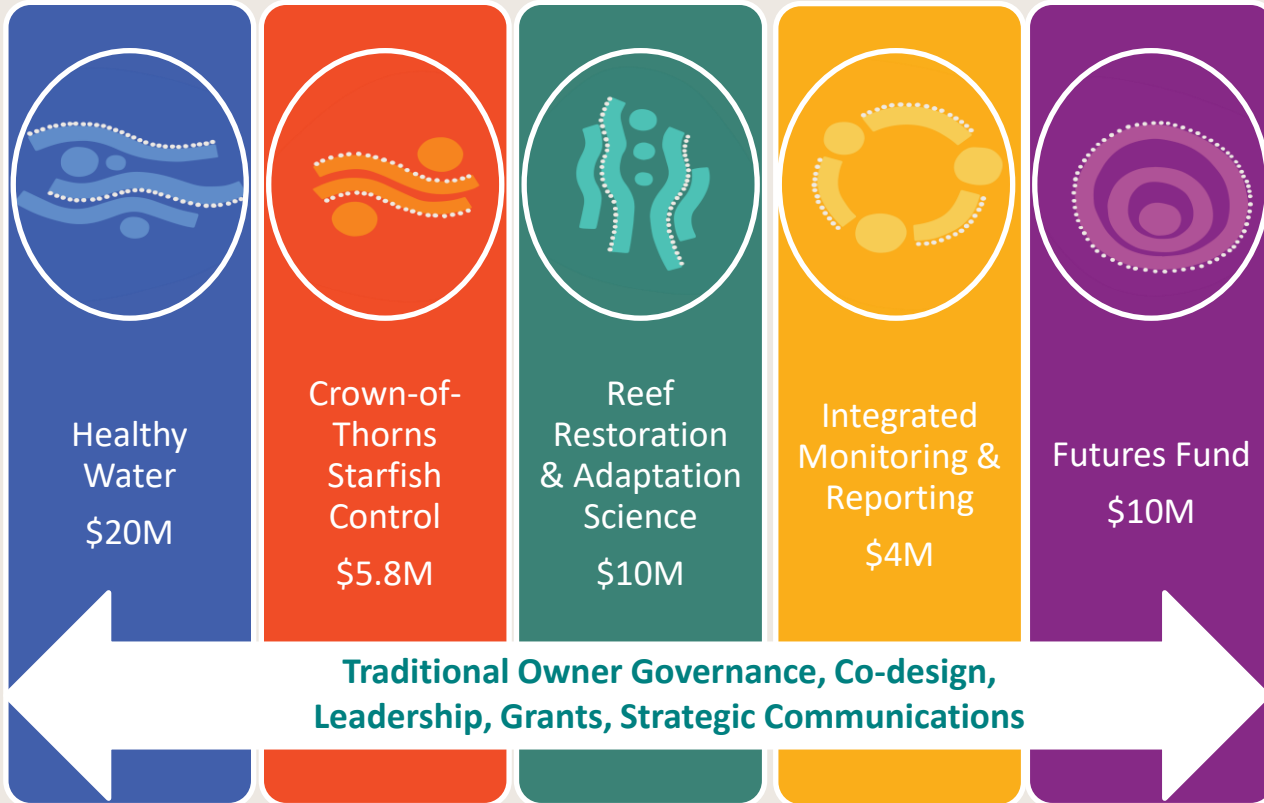 Healthy
Water
$20M
Crown-of-
Thorns
Starfish
Control
$5.8M
Reef
Restoration
& Adaptation
Science
$10M
Integrated
Monitoring &
Reporting
$4M
Futures Fund
$10M
Traditional Owner Governance, Co-design,
Leadership, Grants, Strategic Communications